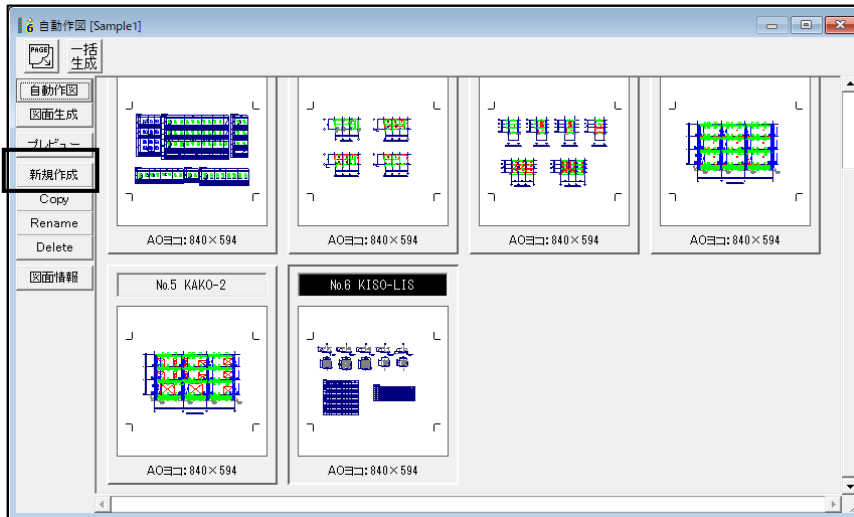 自動作図 [Sample1]
PAGE
一括
生成
自動作図
図面生成
プレビュー
新規作成
Copy
Rename
Delete
図面情報
A0ヨコ:840×594
A0ヨコ:840×594
A0ヨコ:840×594
A0ヨコ:840×594
No.5 KAKO-2
No.6 KISO-LIS
A0ヨコ:840×594
A0ヨコ:840×594